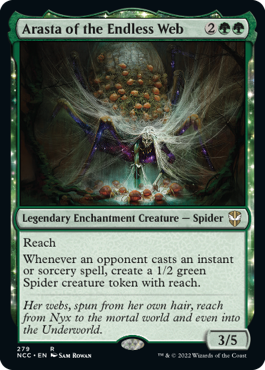 Arasta of the Endless Web 2
Legendary Enchantment Creature — Spider
Reach
Whenever an opponent casts an instant
or sorcery spell, create a 1/2 green
Spider creature token with reach.
Her webs, spun from her own hair, reach
from Nyx to the mortal world and even into
the Underworld.
3/5
279 R
NCC • EN SAM ROWAN ™ & © 2022 Wizards of the Coast